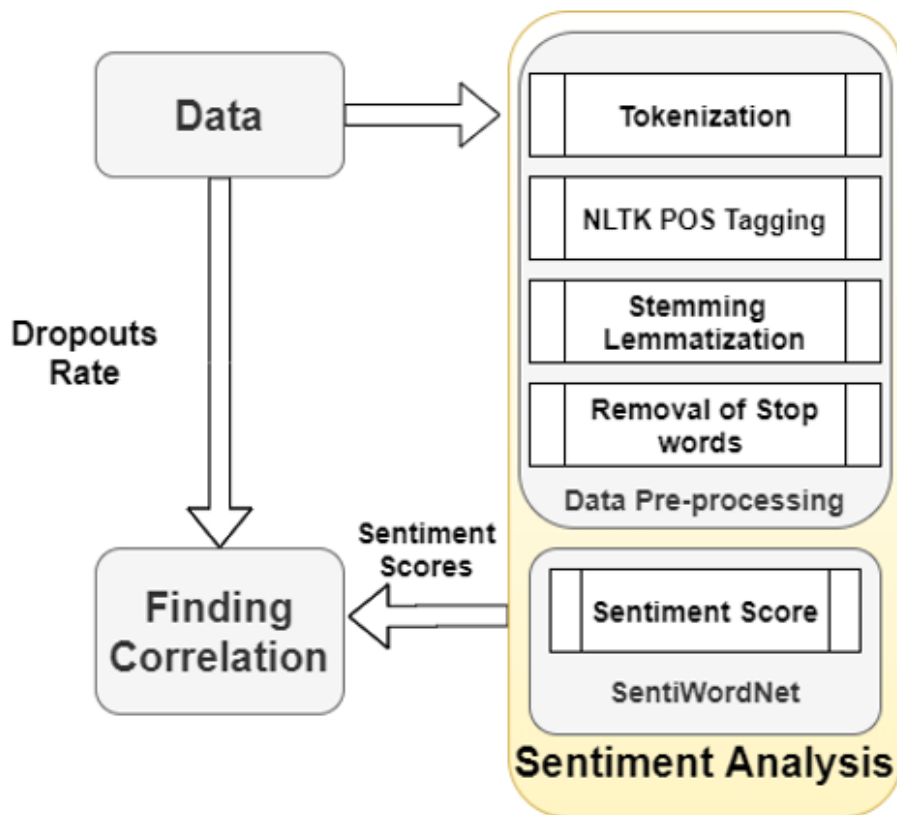 Data
Tokenization
NLTK POS Tagging
Stemming
Lemmatization
Removal of Stop
words
Data Pre-processing
Dropouts
Rate
Sentiment
Scores
Finding
Correlation
Sentiment Score
SentiWordNet
Sentiment Analysis